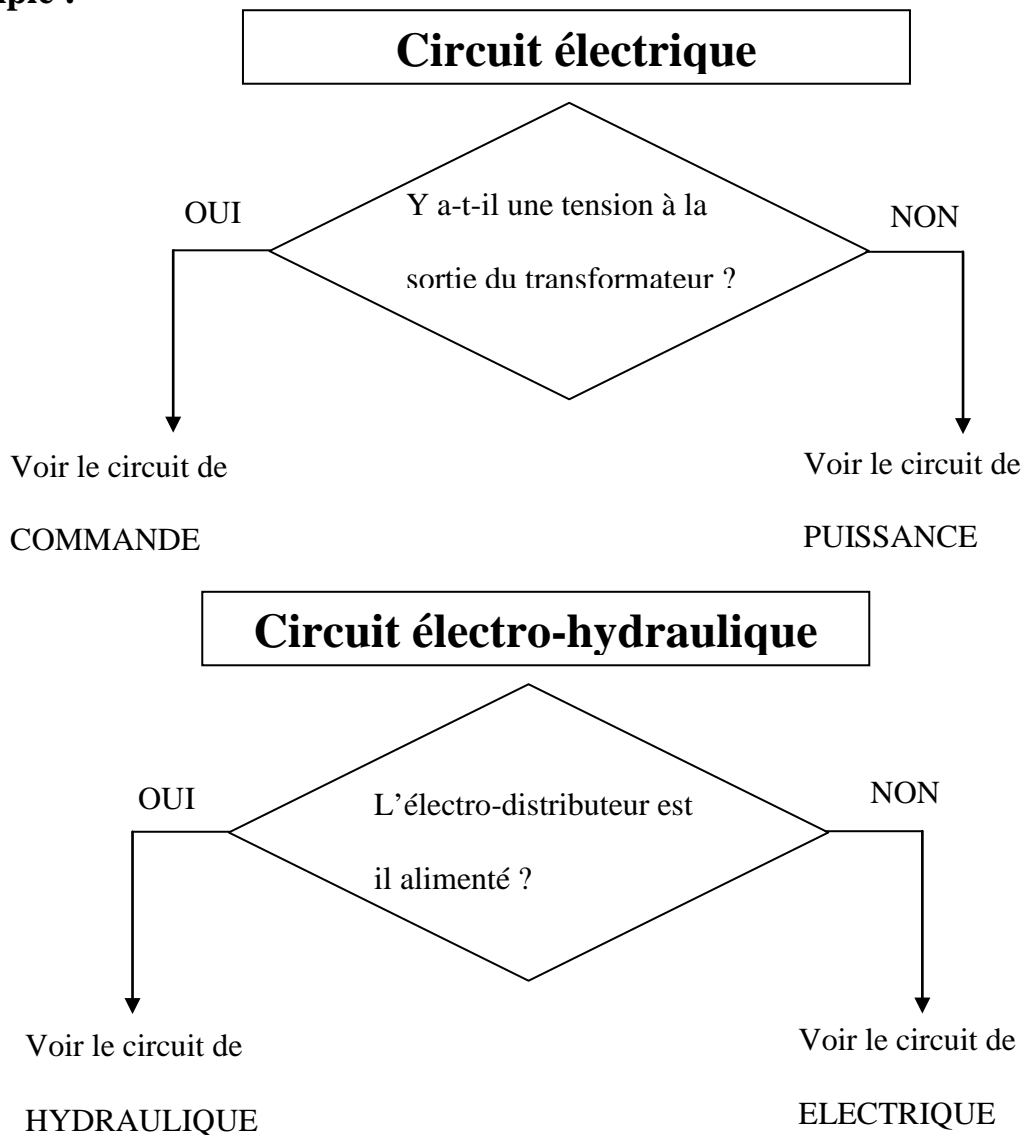 Circuit électrique
OUI
Y a-t-il une tension à la
sortie du transformateur ?
NON
Voir le circuit de
COMMANDE
Voir le circuit de
PUISSANCE
Circuit électro-hydraulique
OUI
L’électro-distributeur est
il alimenté ?
NON
Voir le circuit de
HYDRAULIQUE
Voir le circuit de
ELECTRIQUE